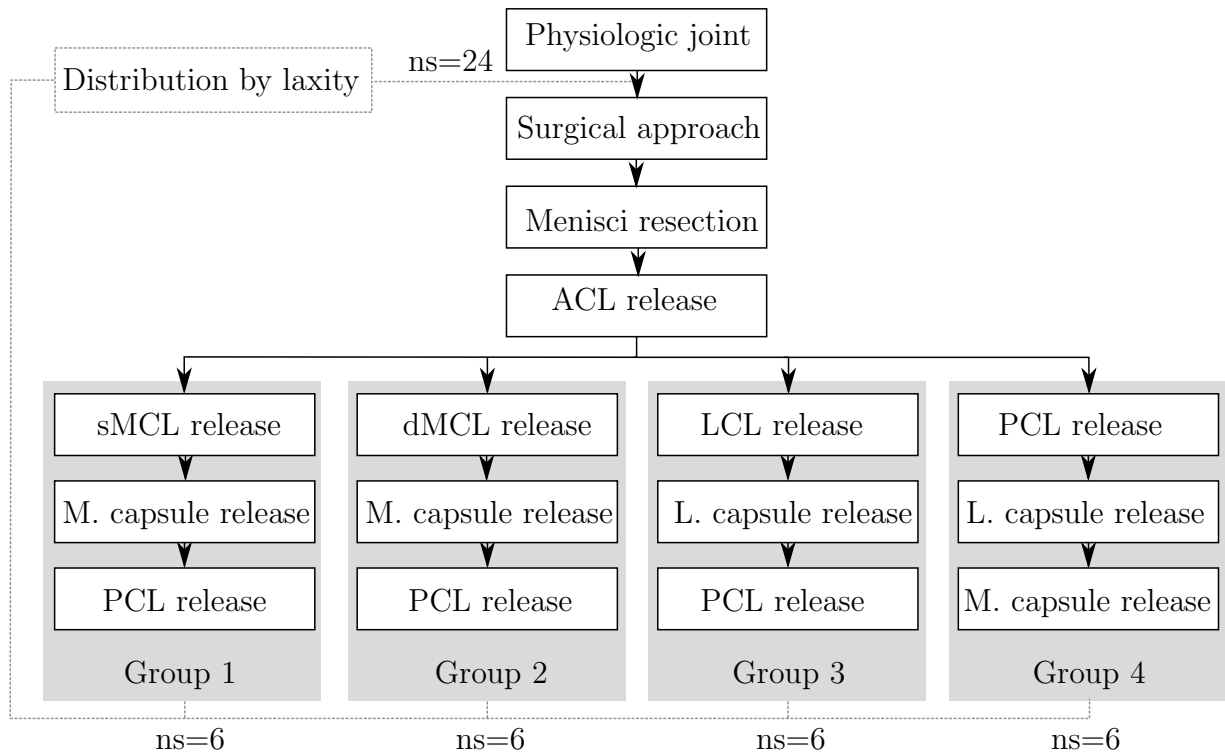 Physiologic joint
ns=24
Distribution by laxity
Surgical approach
Menisci resection
ACL release
sMCL release
dMCL release
LCL release
PCL release
M. capsule release
M. capsule release
L. capsule release
L. capsule release
PCL release
PCL release
PCL release
M. capsule release
Group 1
Group 2
Group 3
Group 4
ns=6
ns=6
ns=6
ns=6